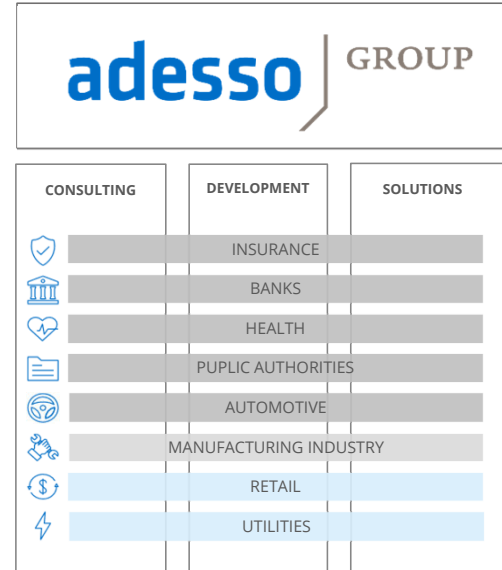 adesso GROUP
CONSULTING DEVELOPMENT SOLUTIONS
INSURANCE
BANKS
HEALTH
PUPLIC AUTHORITIES
AUTOMOTIVE
MANUFACTURING INDUSTRY
$ RETAIL
UTILITIES